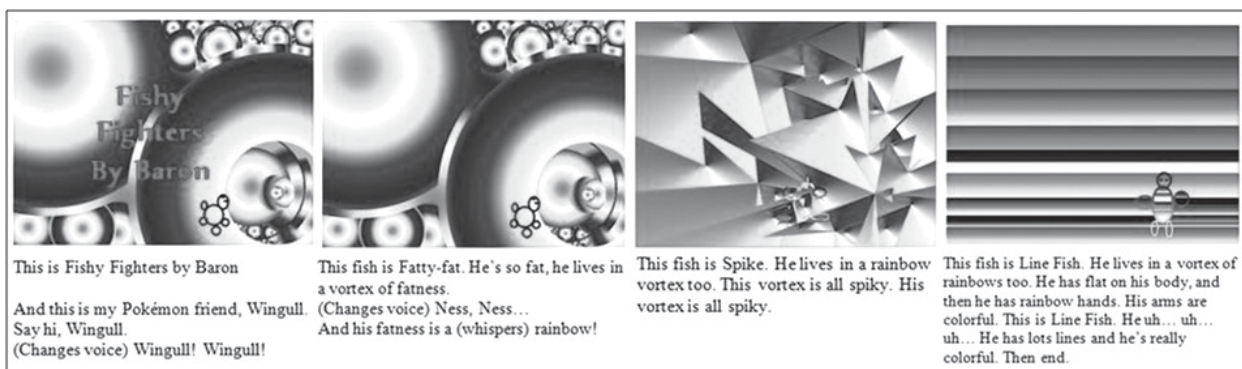 Fishy
Fighters
By Baron
This is Fishy Fighters by Baron
And this is my Pokémon friend, Wingull.
Say hi, Wingull.
(Changes voice) Wingull! Wingull!
This fish is Fatty-fat. He's so fat, he lives in
a vortex of fatness.
(Changes voice) Ness, Ness…
And his fatness is a (whispers) rainbow!
This fish is Spike. He lives in a rainbow
vortex too. This vortex is all spiky. His
vortex is all spiky.
This fish is Line Fish. He lives in a vortex of
rainbows too. He has flat on his body, and
then he has rainbow hands. His arms are
colorful. This is Line Fish. He uh… uh…
uh… He has lots lines and he's really
colorful. Then end.